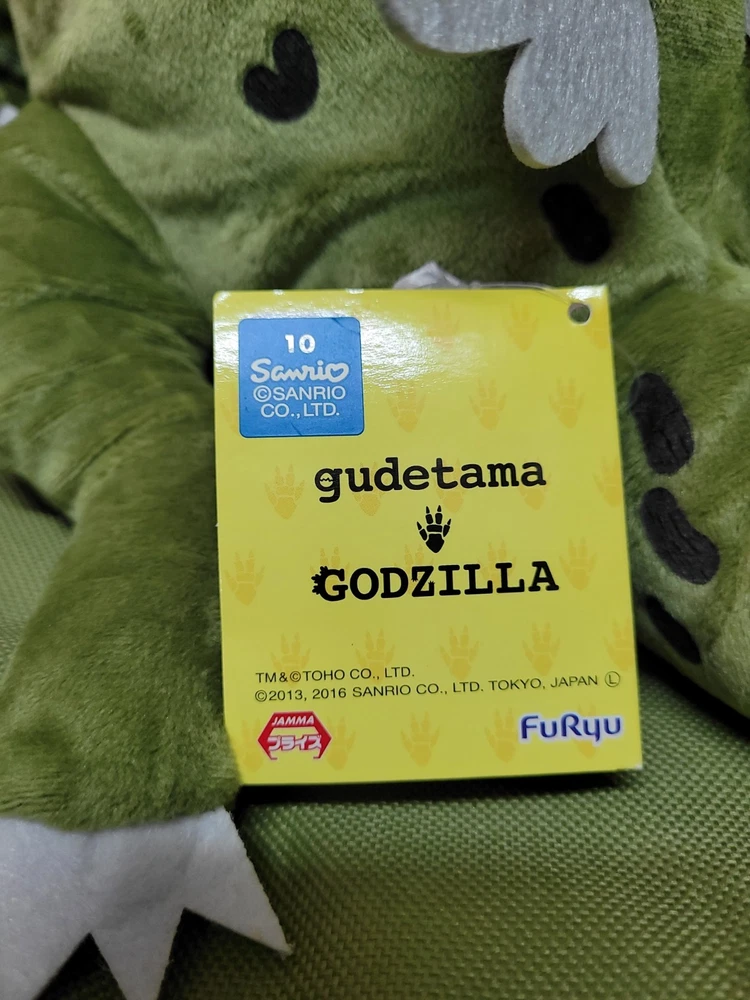 10
Sanrio
©SANRIO
CO.,LTD.
gudetama
GODZILLA
TM&©TOHO CO., LTD.
©2013, 2016 SANRIO CO., LTD. TOKYO, JAPAN Ⓛ
JAMMA
プライズ
FuRyu